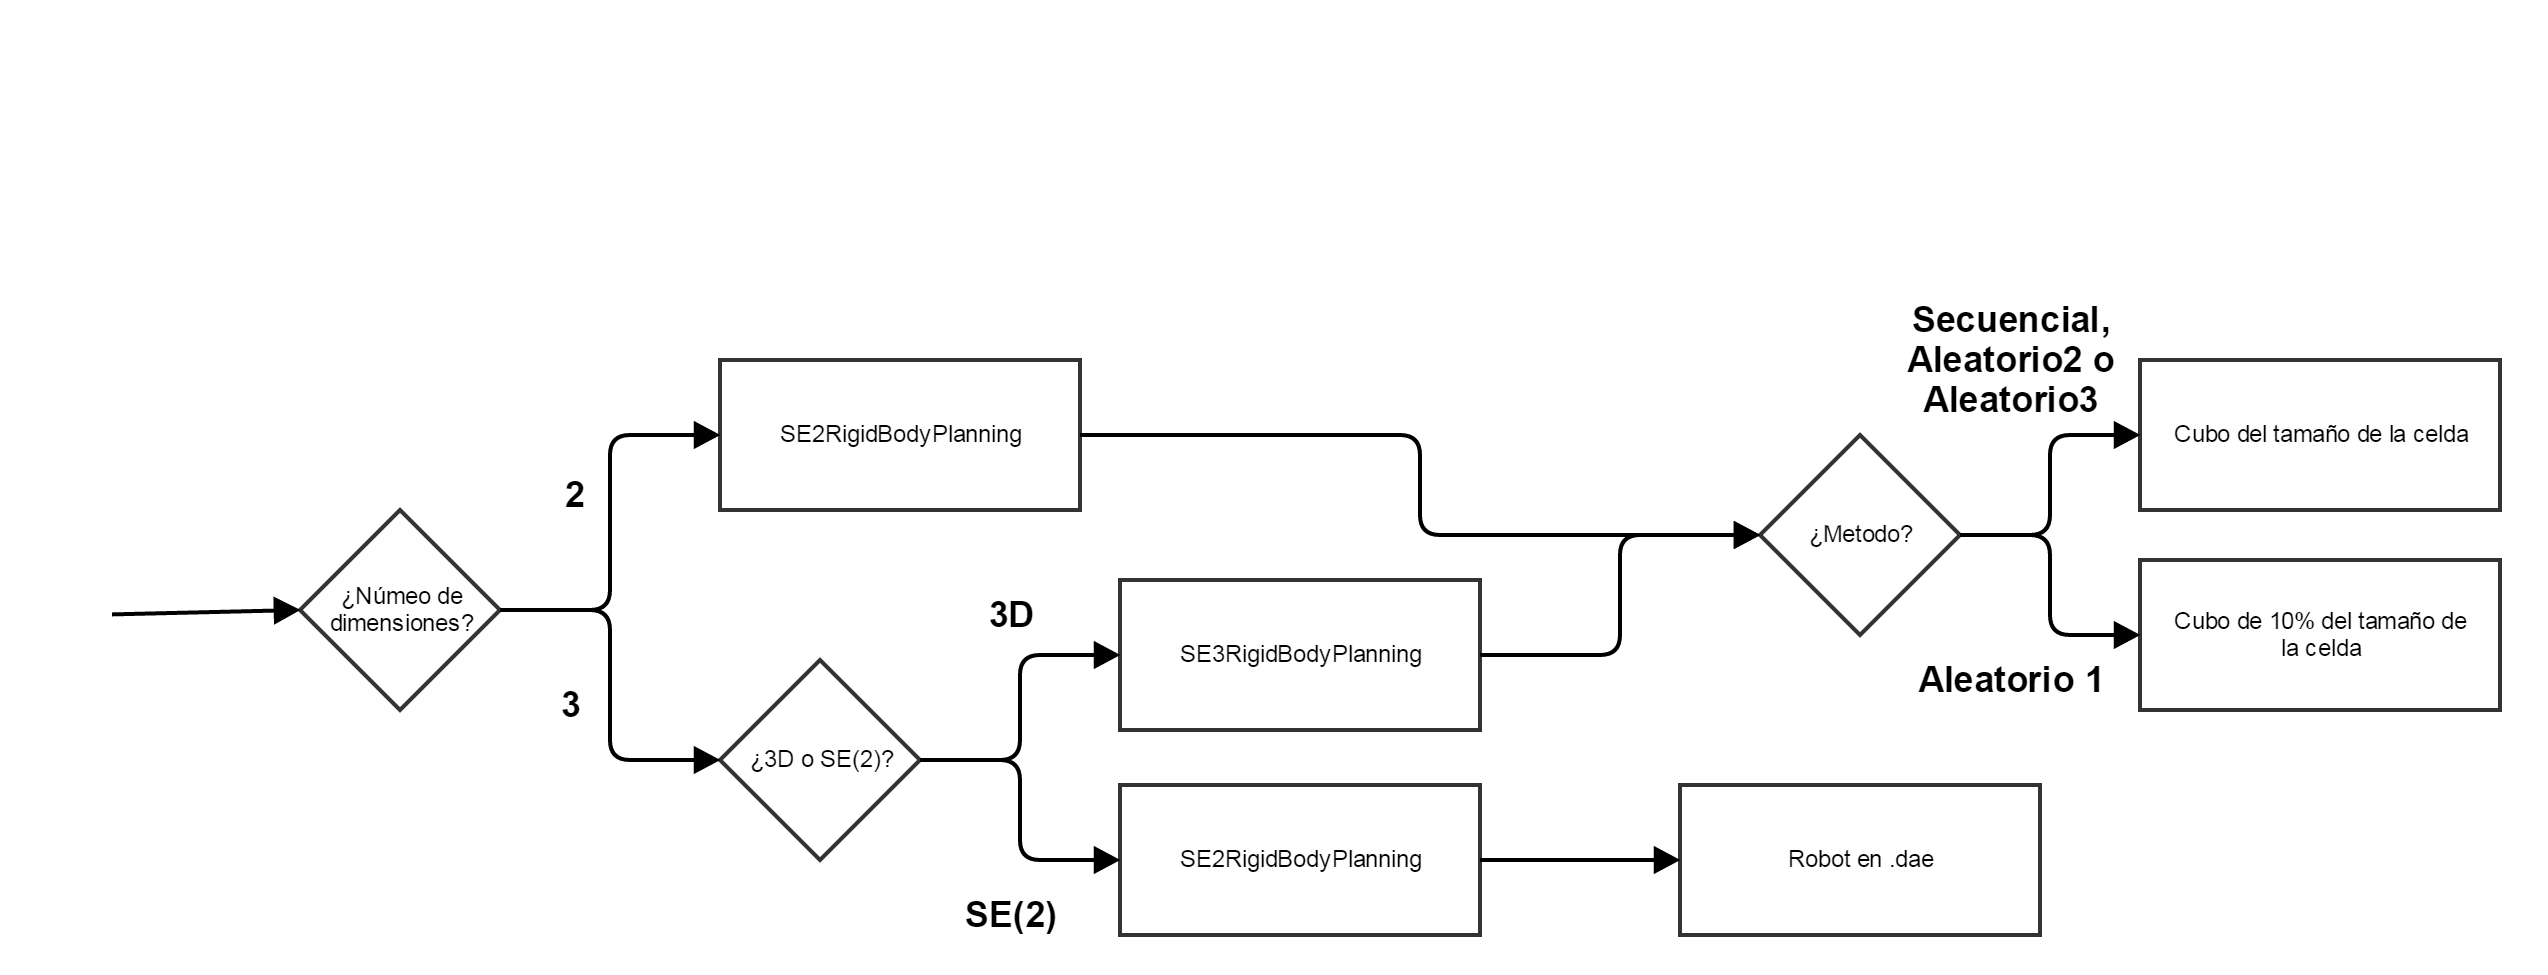 ¿Númeo de
dimensiones?
2
3
SE2RigidBodyPlanning
¿3D o SE(2)?
3D
SE(2)
SE3RigidBodyPlanning
SE2RigidBodyPlanning
Robot en .dae
¿Metodo?
Secuencial,
Aleatorio2 o
Aleatorio3
Aleatorio 1
Cubo del tamaño de la celda
Cubo de 10% del tamaño de
la celda